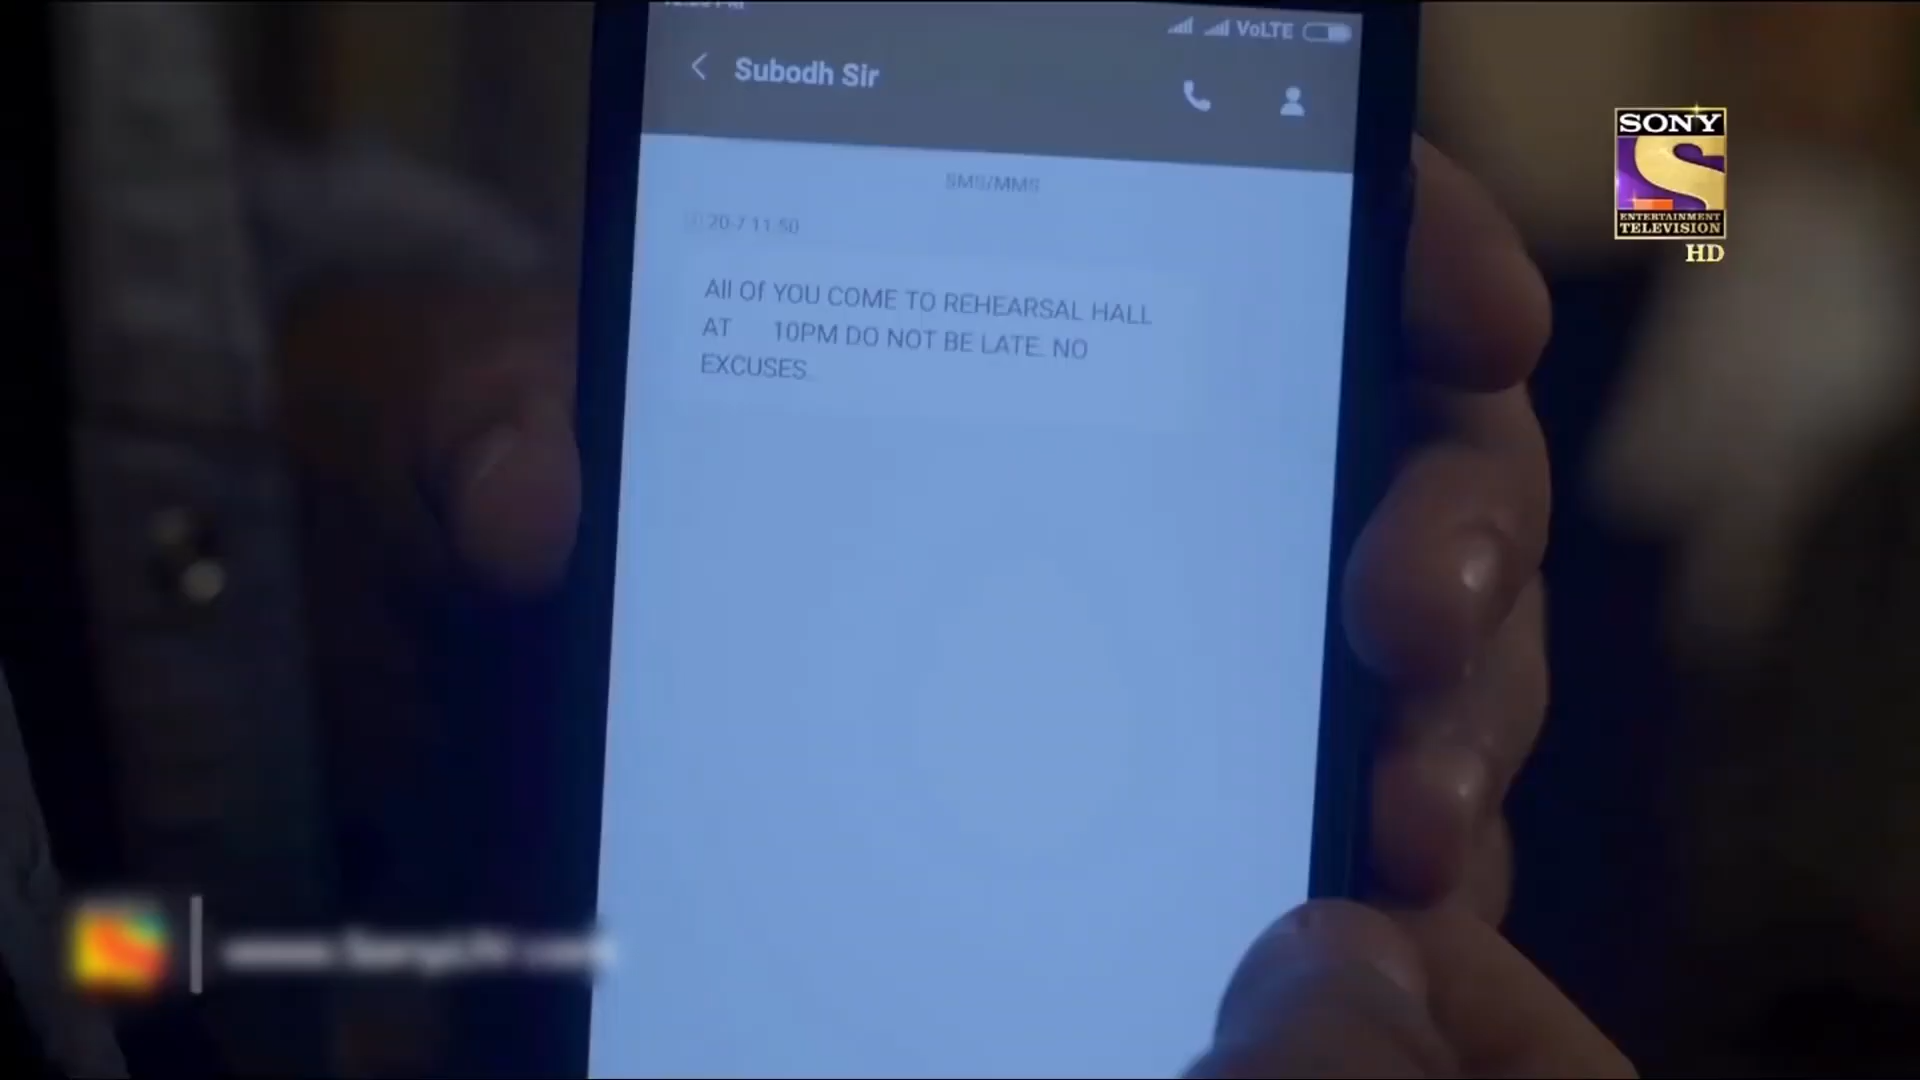 Subodh Sir
VoLTE
SMS/MMS
20-7 11:50
All Of YOU COME TO REHEARSAL HALL
AT 10PM DO NOT BE LATE. NO
EXCUSES.
SONY
ENTERTAINMENT
TELEVISION
HD